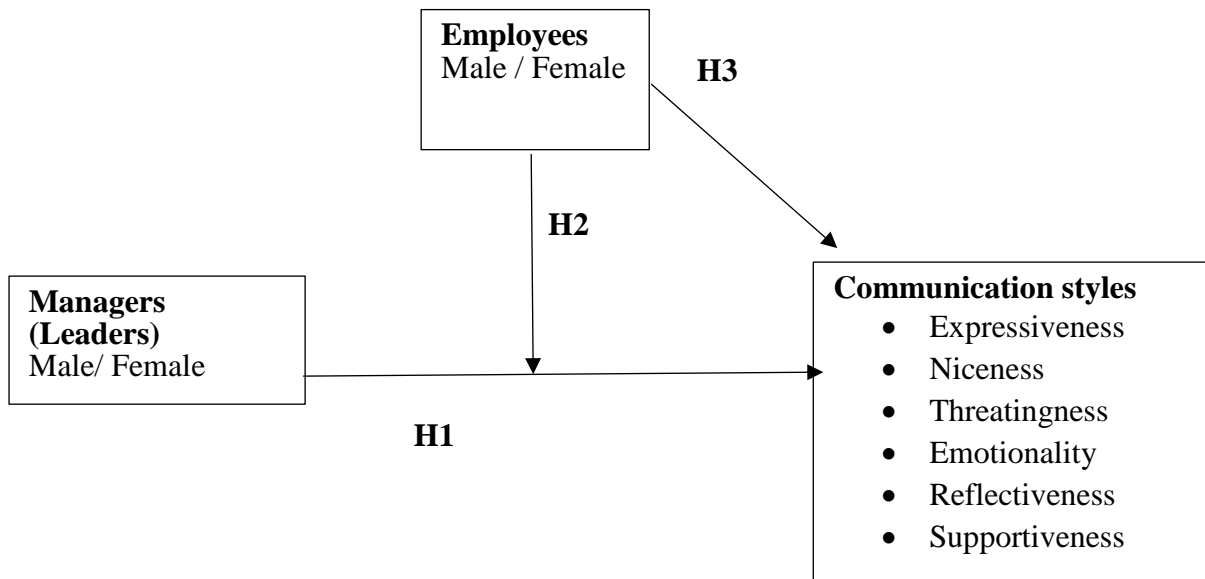 Employees
Male / Female
H3
H2
Managers
(Leaders)
Male/ Female
H1
Communication styles
• Expressiveness
• Niceness
• Threatingness
• Emotionality
• Reflectiveness
• Supportiveness